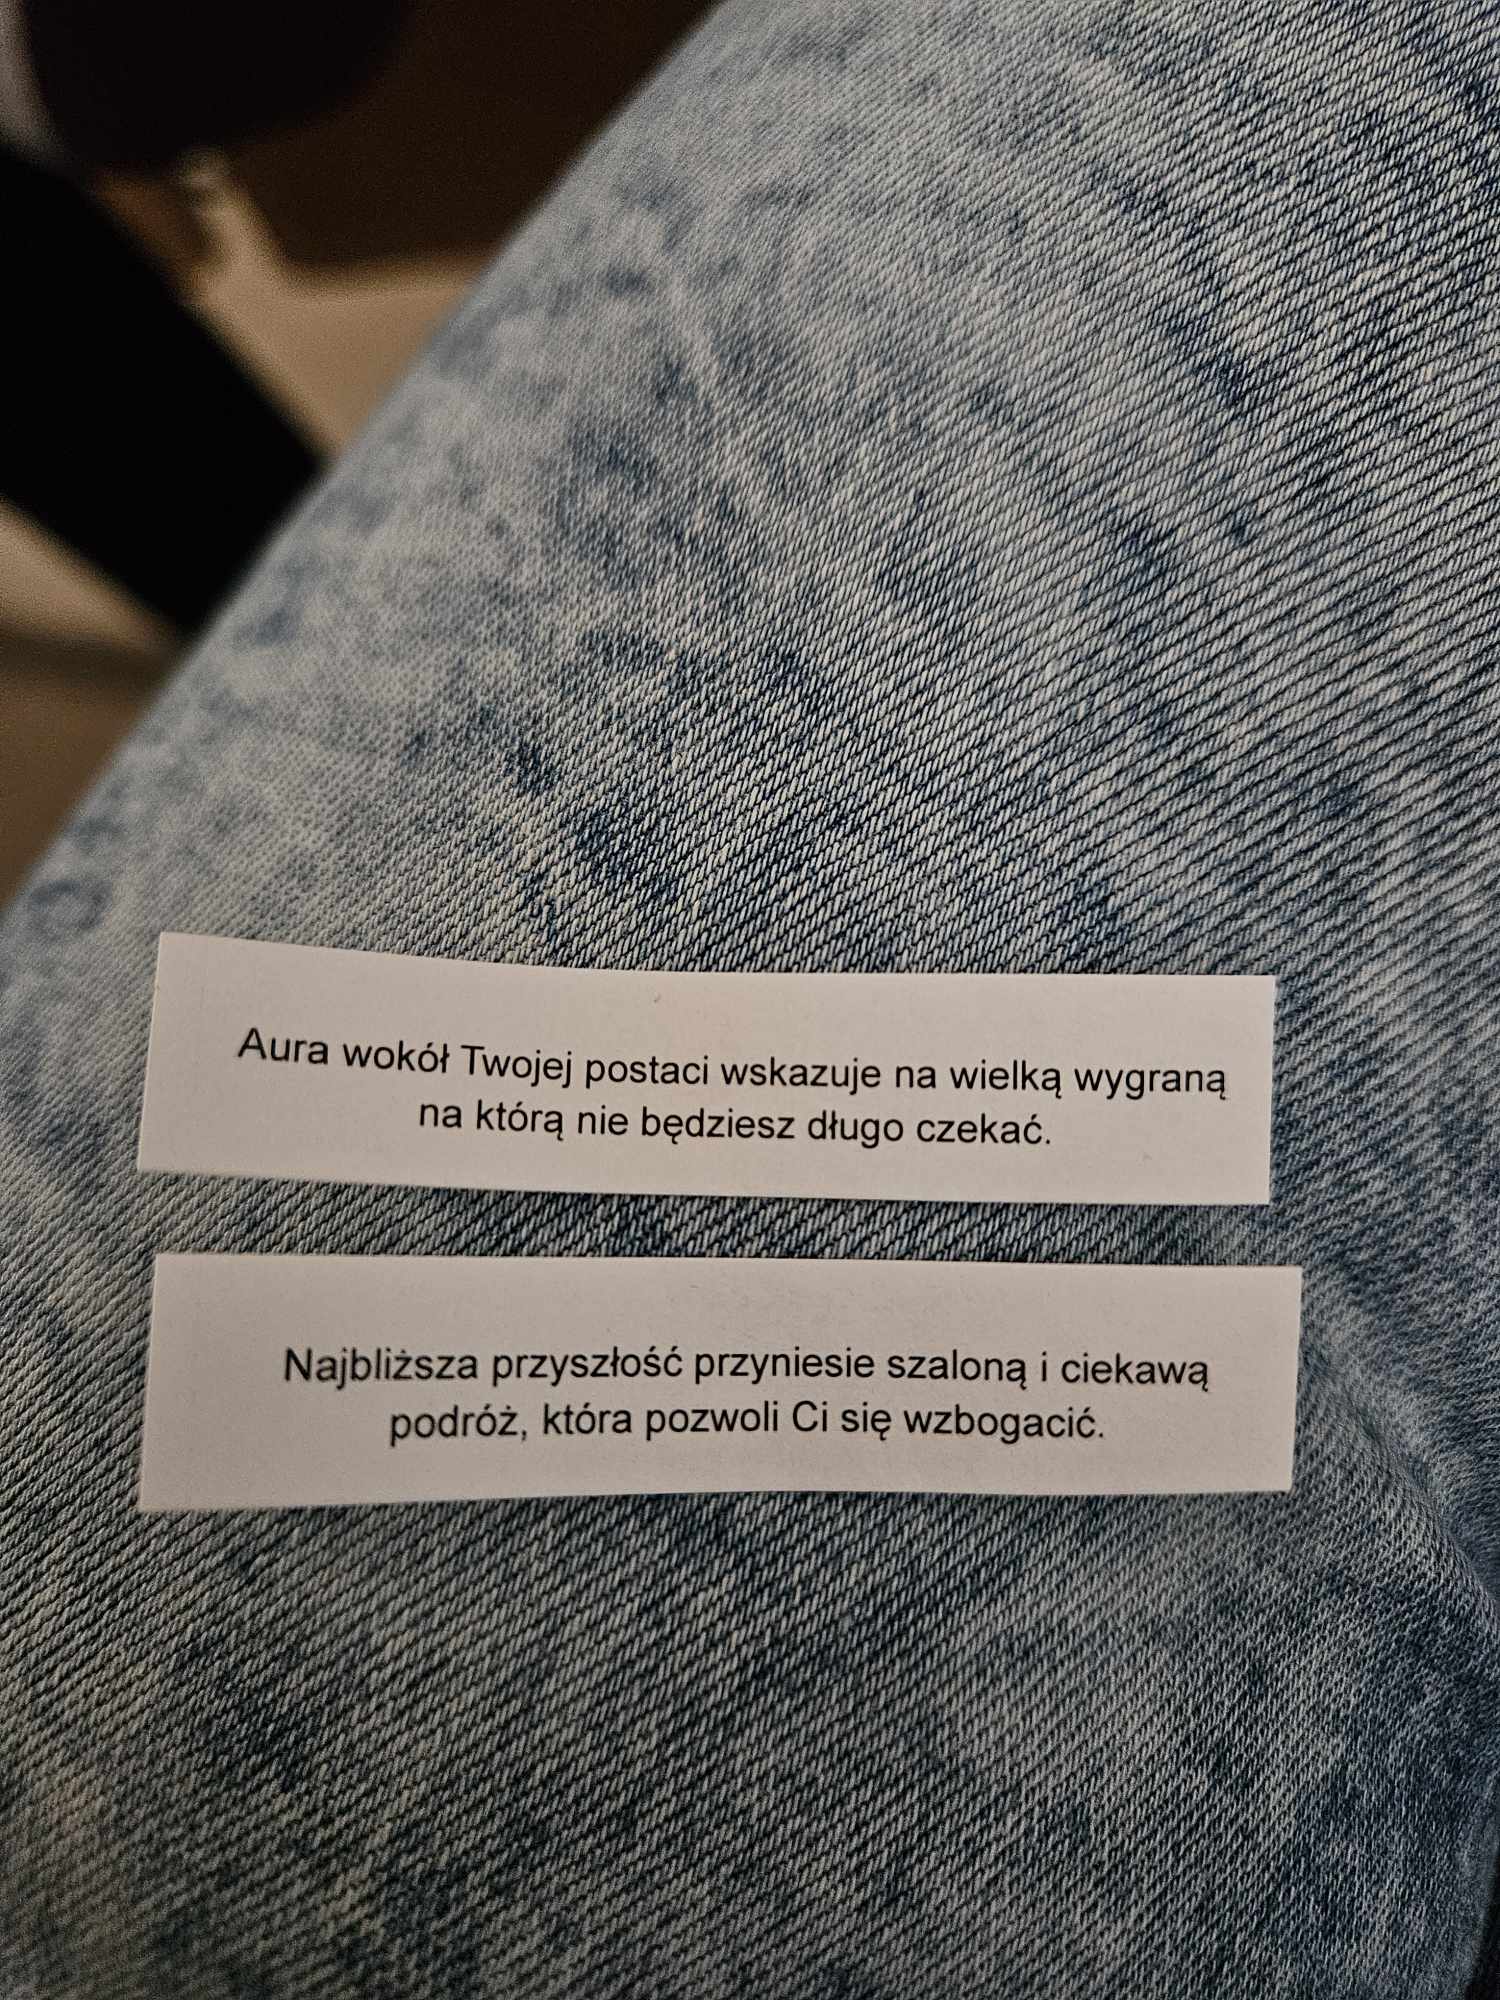 Aura wokół Twojej postaci wskazuje na wielką wygraną
na którą nie będziesz długo czekać.
Najbliższa przyszłość przyniesie szaloną i ciekawą
podróż, która pozwoli Ci się wzbogacić.